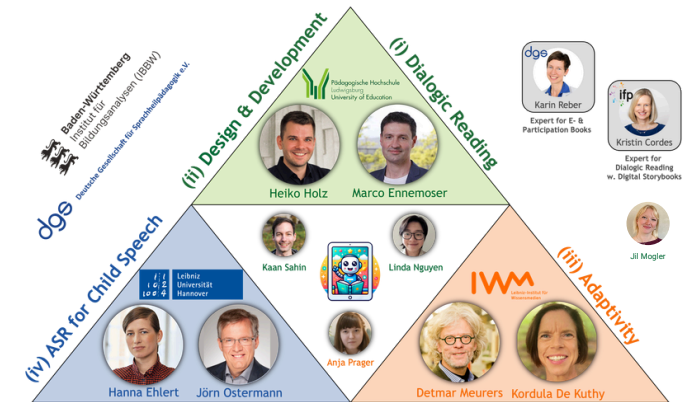 Baden-Württemberg
Institut für
Bildungsanalysen (IBBW)
dgs
Deutsche Gesellschaft für Sprachheilpädagogik e.V.
(ii) Design & Development
(i) Dialogic Reading
Pädagogische Hochschule
Ludwigsburg
University of Education
Heiko Holz
Marco Ennemoser
dgs
Karin Reber
Expert for E- &
Participation Books
ifp
Kristin Cordes
Expert for
Dialogic Reading
w. Digital Storybooks
Jil Mogler
Kaan Sahin
Linda Nguyen
Anja Prager
(iv) ASR for Child Speech
Leibniz
Universität
Hannover
Hanna Ehlert
Jörn Ostermann
(iii) Adaptivity
IWM
Leibniz-Institut für
Wissensmedien
Detmar Meurers
Kordula De Kuthy